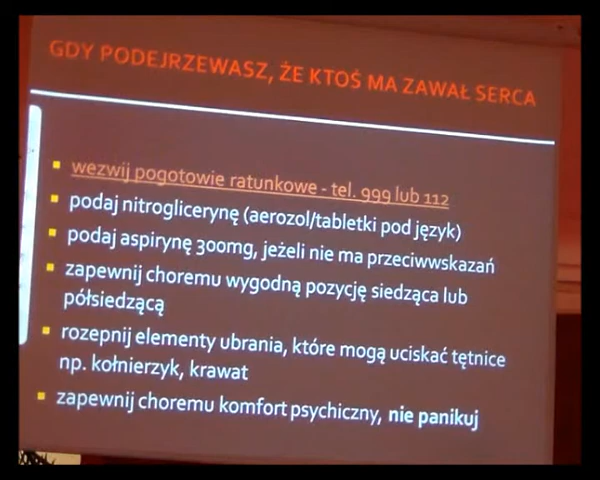 GDY PODEJRZEWASZ, ŻE KTOŚ MA ZAWAŁ SERCA
wezwij pogotowie ratunkowe - tel. 999 lub 112
podaj nitroglicerynę (aerozol/tabletki pod język)
podaj aspirynę 300mg, jeżeli nie ma przeciwwskazań
zapewnij choremu wygodną pozycję siedząca lub
półsiedzącą
rozepnij elementy ubrania, które mogą uciskać tętnice
np. kołnierzyk, krawat
zapewnij choremu komfort psychiczny, nie panikuj